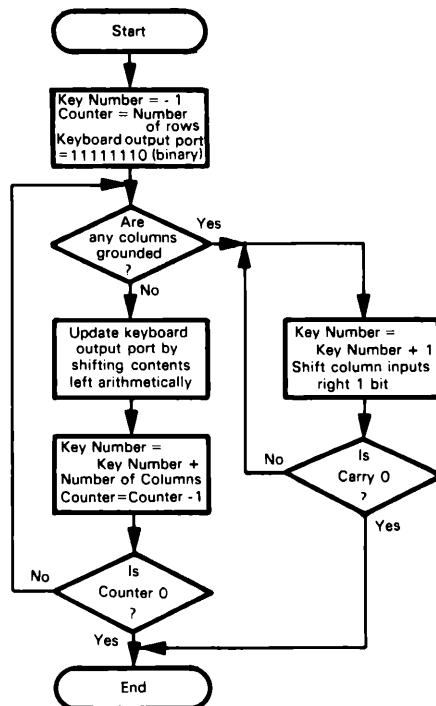 Start
Key Number = - 1
Counter = Number
of rows
Keyboard output port
= 11111110 (binary)
Are
any columns
grounded
?
Yes
No
Update keyboard
output port by
shifting contents
left arithmetically
Key Number =
Key Number +
Number of Columns
Counter = Counter -1
Is
Counter 0
?
No
Yes
Key Number =
Key Number + 1
Shift column inputs
right 1 bit
Is
Carry 0
?
No
Yes
End